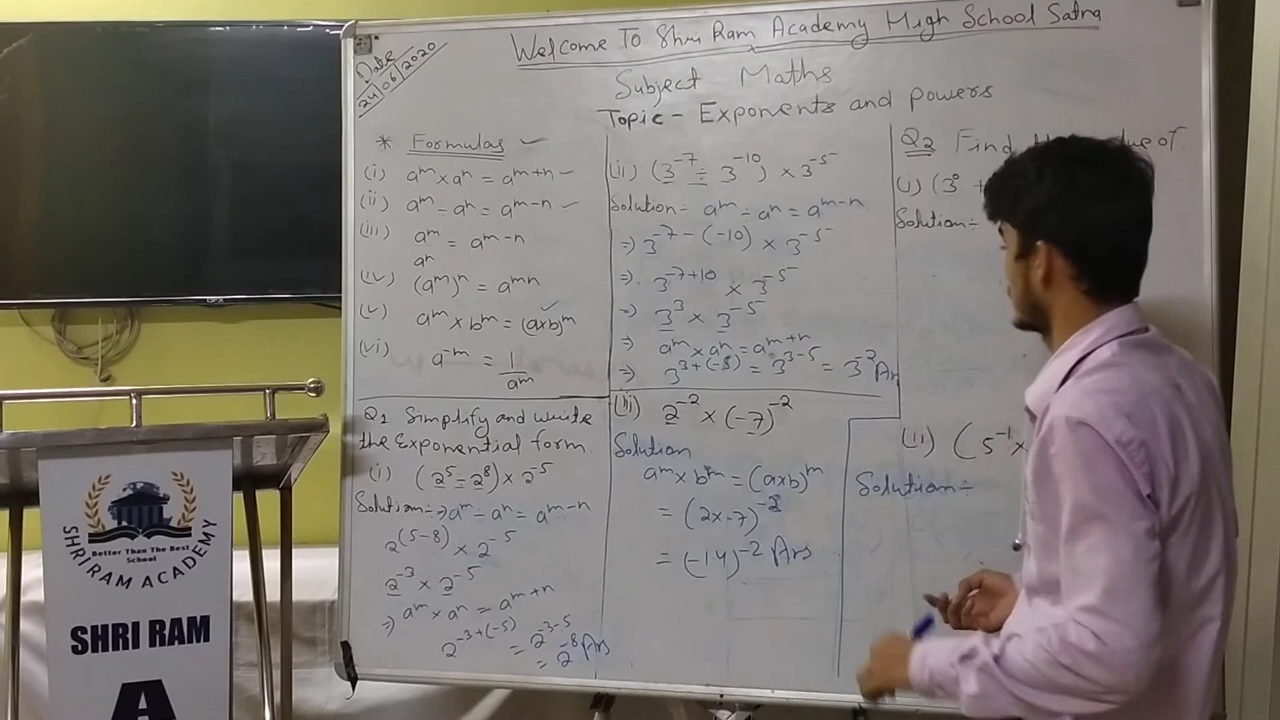 Date
24/06/2020
Welcome To Shri Ram Academy High School Satna
Subject Maths
Topic - Exponents and powers
* Formulas
(i) a^m × a^n = a^m+n
(ii) a^m ÷ a^n = a^m-n
(iii) a^m / a^n = a^m-n
(iv) (a^m)^n = a^mn
(v) a^m × b^m = (a×b)^m
(vi) a^-m = 1/a^m
Q1 Simplify and write
the Exponential form.
(i) (2^5 ÷ 2^8) × 2^-5
Solution- ⇒ a^m ÷ a^n = a^m-n
2^(5-8) × 2^-5
2^-3 × 2^-5
⇒ a^m × a^n = a^m+n
2^-3+(-5) = 2^-3-5
= 2^-8 Ans
(ii) (3^-7 ÷ 3^-10) × 3^-5
Solution- a^m ÷ a^n = a^m-n
⇒ 3^-7-(-10) × 3^-5
⇒ 3^-7+10 × 3^-5
⇒ 3^3 × 3^-5
⇒ a^m × a^n = a^m+n
⇒ 3^3+(-5) = 3^3-5 = 3^-2 An
(iii) 2^-2 × (-7)^-2
Solution
a^m × b^m = (a×b)^m
= (2×-7)^-2
= (-14)^-2 Ans
Q2 Find of
(i) (3^0 +
Solution÷
(ii) (5^-1 ×
Solution÷
Better Than The Best
School
SHRI RAM ACADEMY
SHRI RAM
A